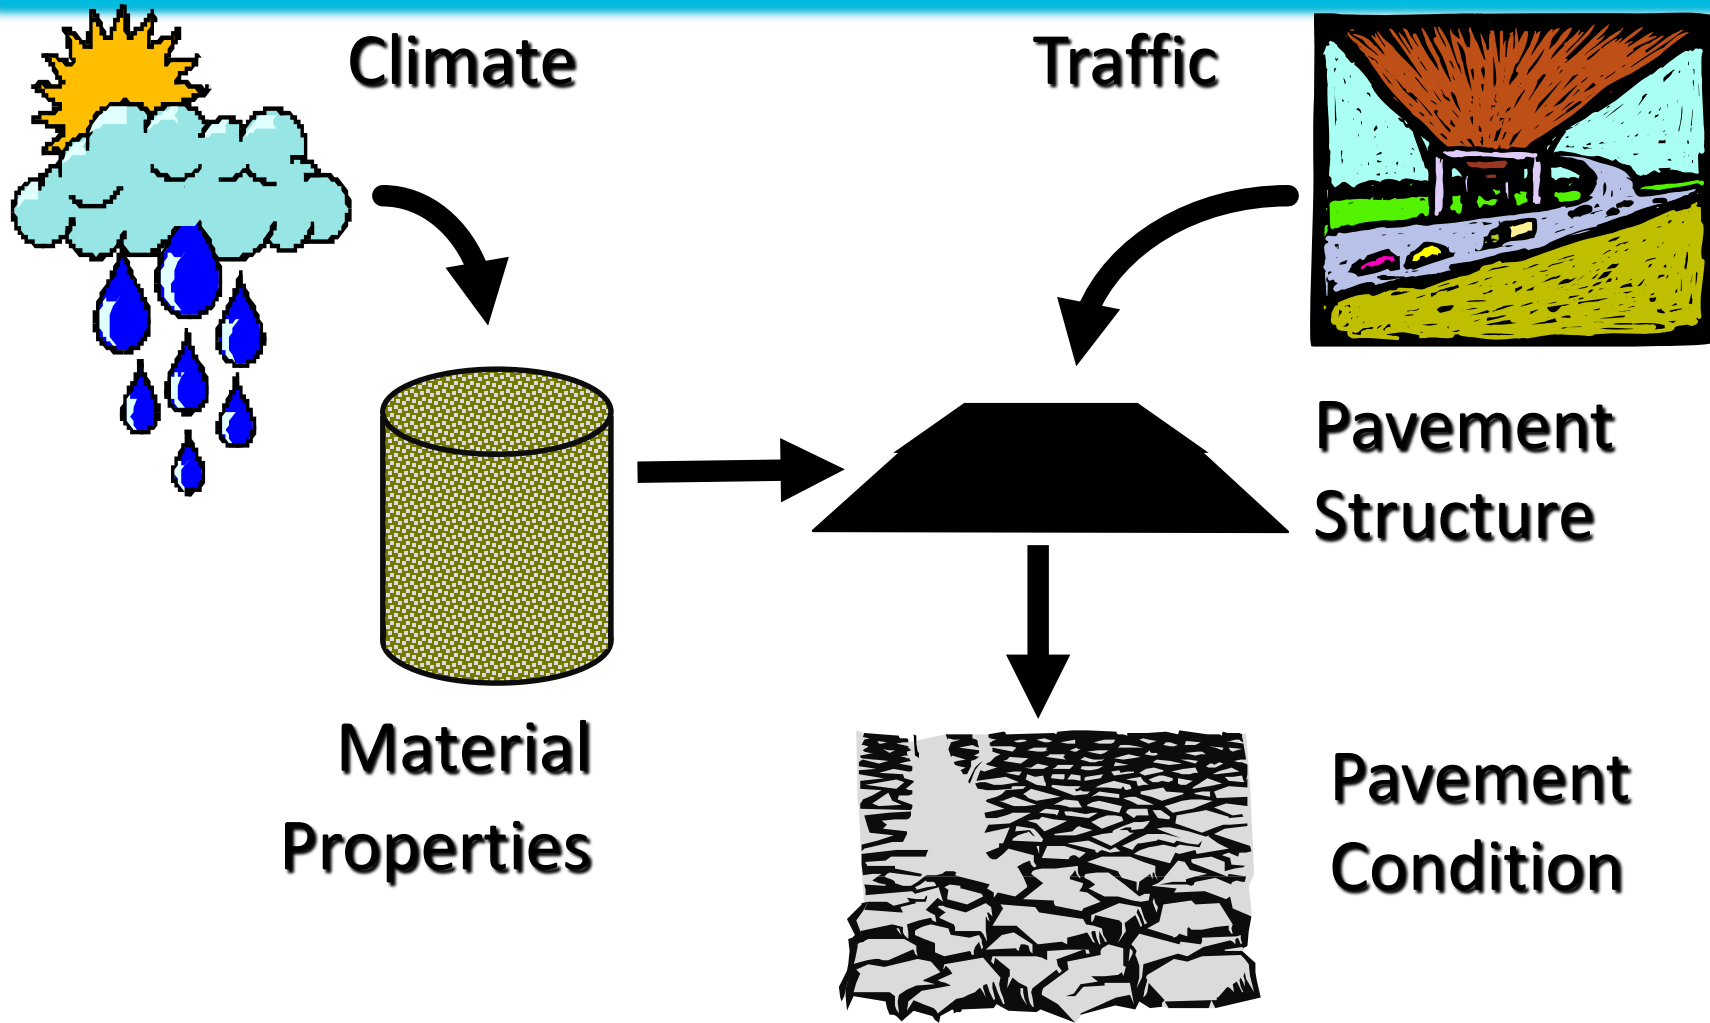 Climate
Traffic
Pavement
Structure
Material
Properties
Pavement
Condition